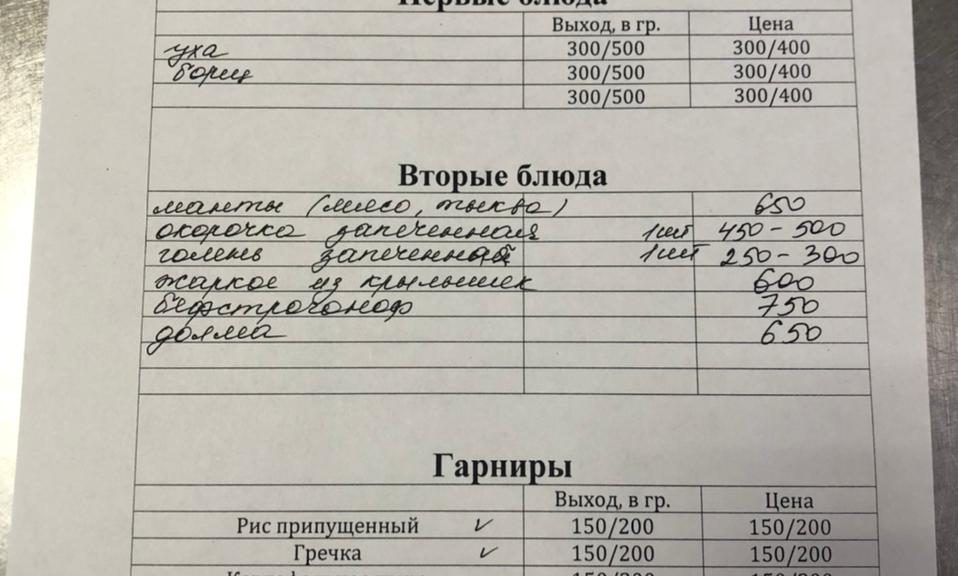 Первые блюда
Выход, в гр. Цена
уха 300/500 300/400
борщ 300/500 300/400
300/500 300/400
Вторые блюда
манты (мясо, тыква) 650
окорочка запеченная 1шт 450-500
голень запеченная 1шт 250-300
жаркое из крылышек 600
бефстроганоф 750
долма 650
Гарниры
Выход, в гр. Цена
Рис припущенный ✓ 150/200 150/200
Гречка ✓ 150/200 150/200
150/200 150/200